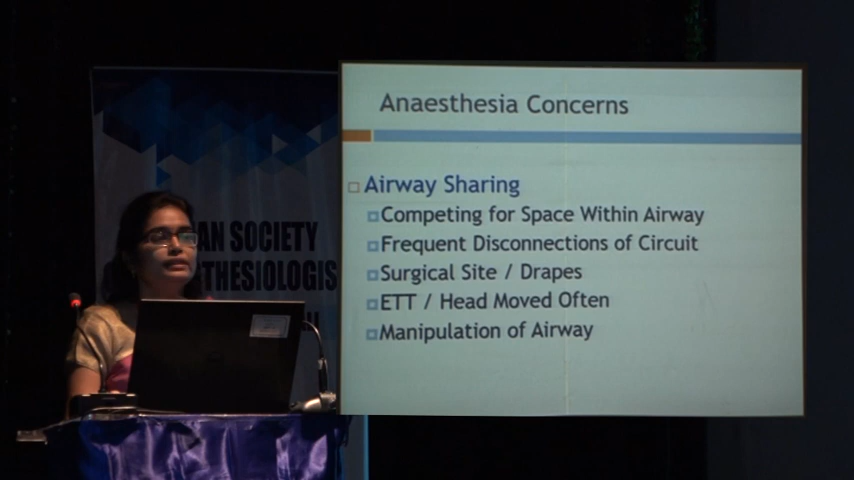 Anaesthesia Concerns
Airway Sharing
Competing for Space Within Airway
Frequent Disconnections of Circuit
Surgical Site / Drapes
ETT / Head Moved Often
Manipulation of Airway
AN SOCIETY
THESIOLOGIS